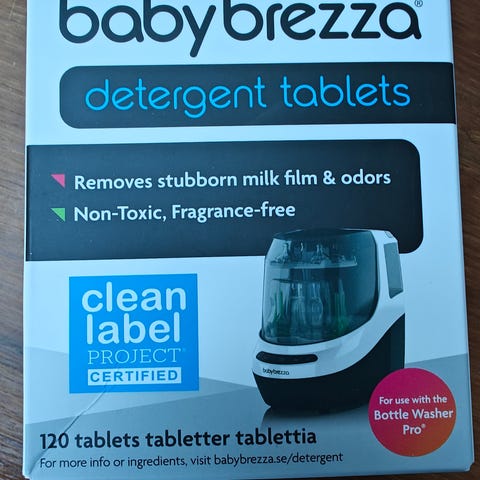 babybrezza®
detergent tablets
Removes stubborn milk film & odors
Non-Toxic, Fragrance-free
clean
label
PROJECT®
CERTIFIED
babybrezza
For use with the
Bottle Washer
Pro®
120 tablets tabletter tablettia
For more info or ingredients, visit babybrezza.se/detergent